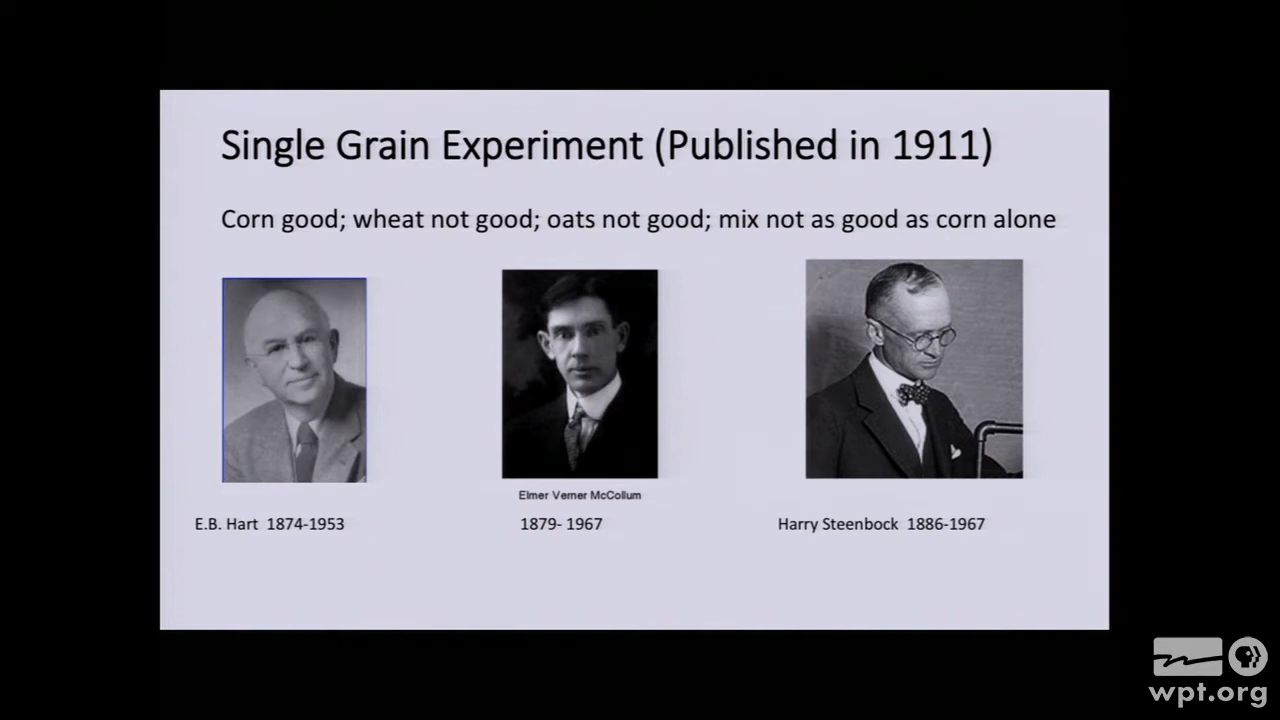 Single Grain Experiment (Published in 1911)
Corn good; wheat not good; oats not good; mix not as good as corn alone
Elmer Verner McCollum
E.B. Hart 1874-1953
1879- 1967
Harry Steenbock 1886-1967
wpt.org